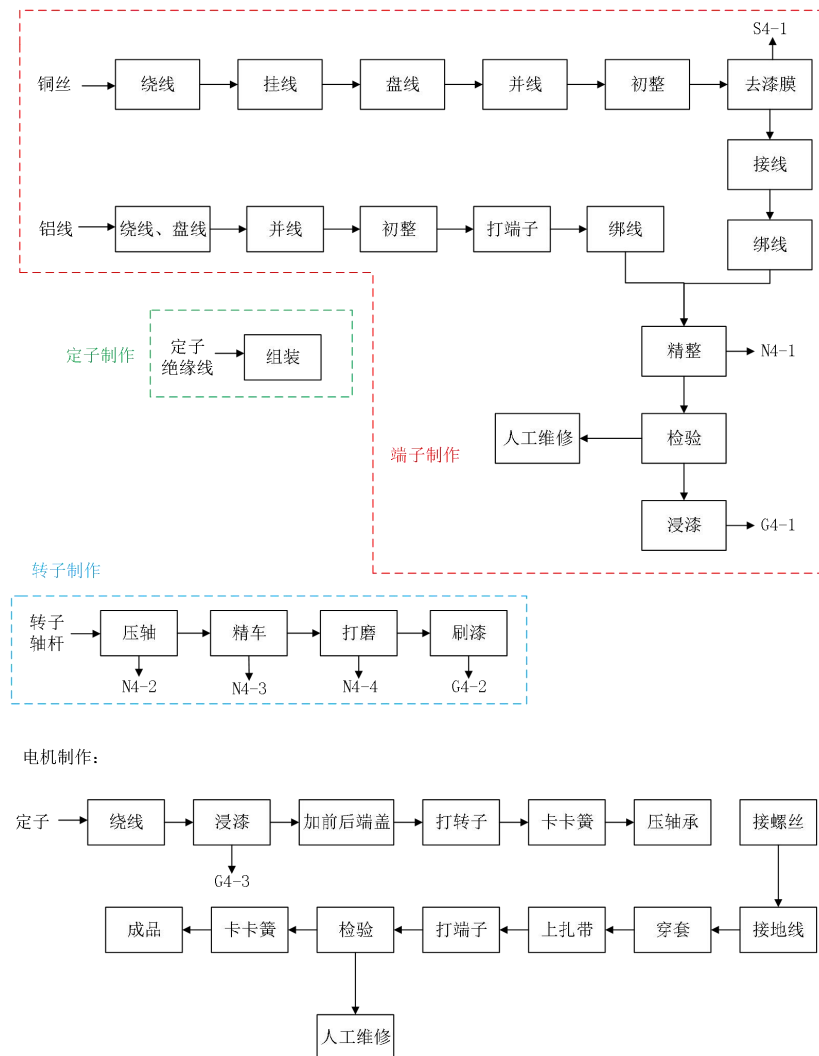 S4-1
铜丝
绕线
挂线
盘线
并线
初整
去漆膜
接线
铝线
绕线、盘线
并线
初整
打端子
绑线
绑线
定子制作
定子
绝缘线
组装
精整
N4-1
人工维修
检验
端子制作
浸漆
G4-1
转子制作
转子
轴杆
压轴
精车
打磨
刷漆
N4-2
N4-3
N4-4
G4-2
电机制作：
定子
绕线
浸漆
加前后端盖
打转子
卡卡簧
压轴承
接螺丝
G4-3
成品
卡卡簧
检验
打端子
上扎带
穿套
接地线
人工维修